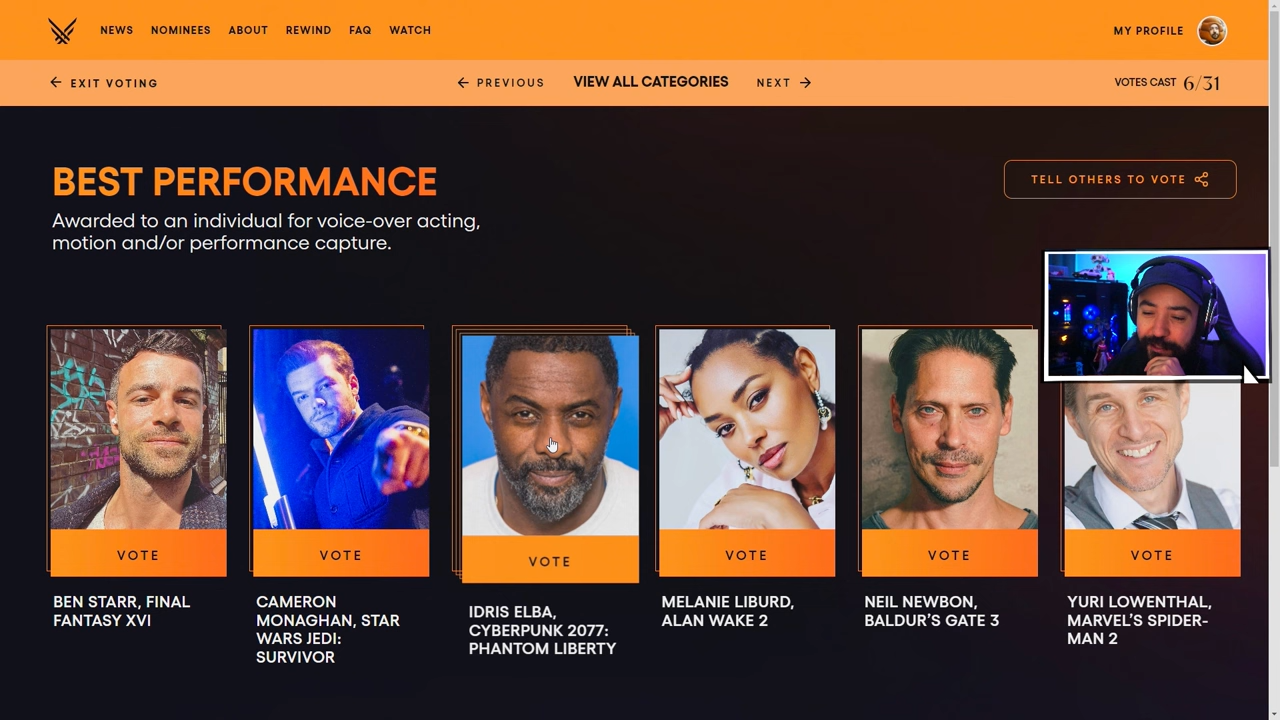 NEWS NOMINEES ABOUT REWIND FAQ WATCH MY PROFILE
EXIT VOTING PREVIOUS VIEW ALL CATEGORIES NEXT VOTES CAST 6/31
BEST PERFORMANCE
Awarded to an individual for voice-over acting,
motion and/or performance capture.
TELL OTHERS TO VOTE
VOTE
BEN STARR, FINAL
FANTASY XVI
VOTE
CAMERON
MONAGHAN, STAR
WARS JEDI:
SURVIVOR
VOTE
IDRIS ELBA,
CYBERPUNK 2077:
PHANTOM LIBERTY
VOTE
MELANIE LIBURD,
ALAN WAKE 2
VOTE
NEIL NEWBON,
BALDUR’S GATE 3
VOTE
YURI LOWENTHAL,
MARVEL’S SPIDER-
MAN 2